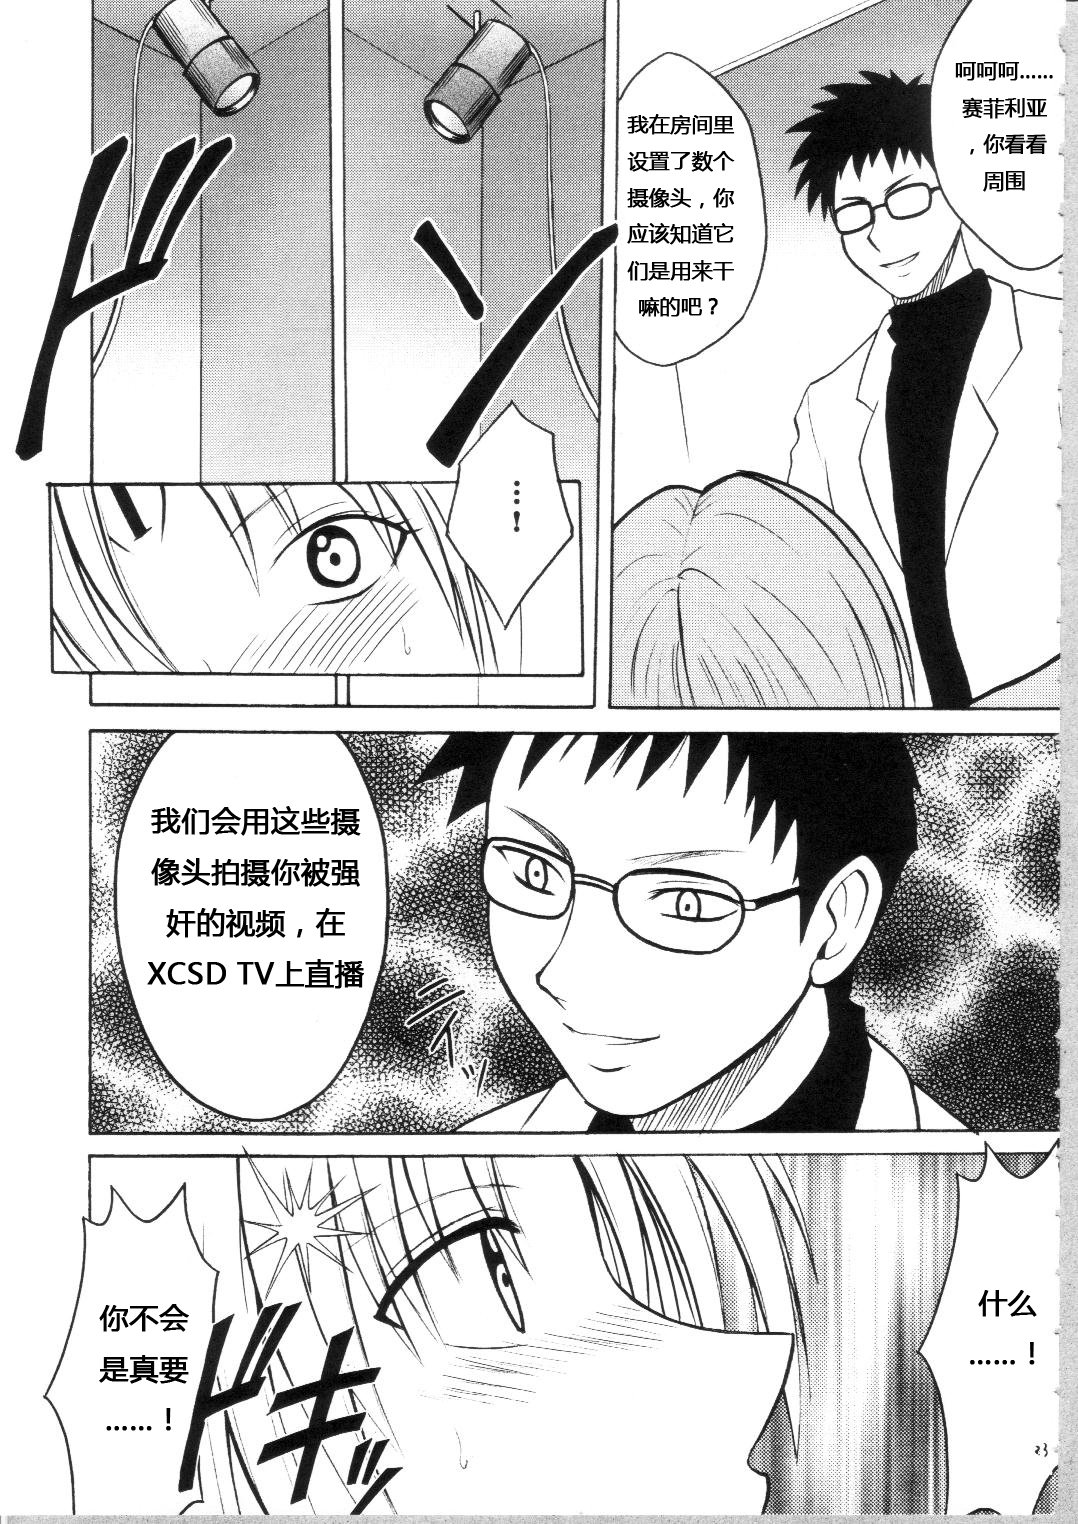 呵呵呵……
赛菲利亚
，你看看
周围
我在房间里
设置了数个
摄像头，你
应该知道它
们是用来干
嘛的吧？
ドン
ドン
…！
我们会用这些摄
像头拍摄你被强
奸的视频，在
XCSD TV上直播
ニイッ
什么
……！
ドキッ
你不会
是真要
……！
23